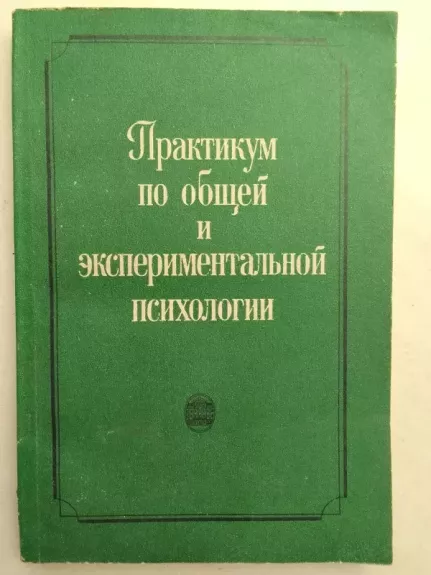 Практикум
по общей
и
экспериментальной
психологии